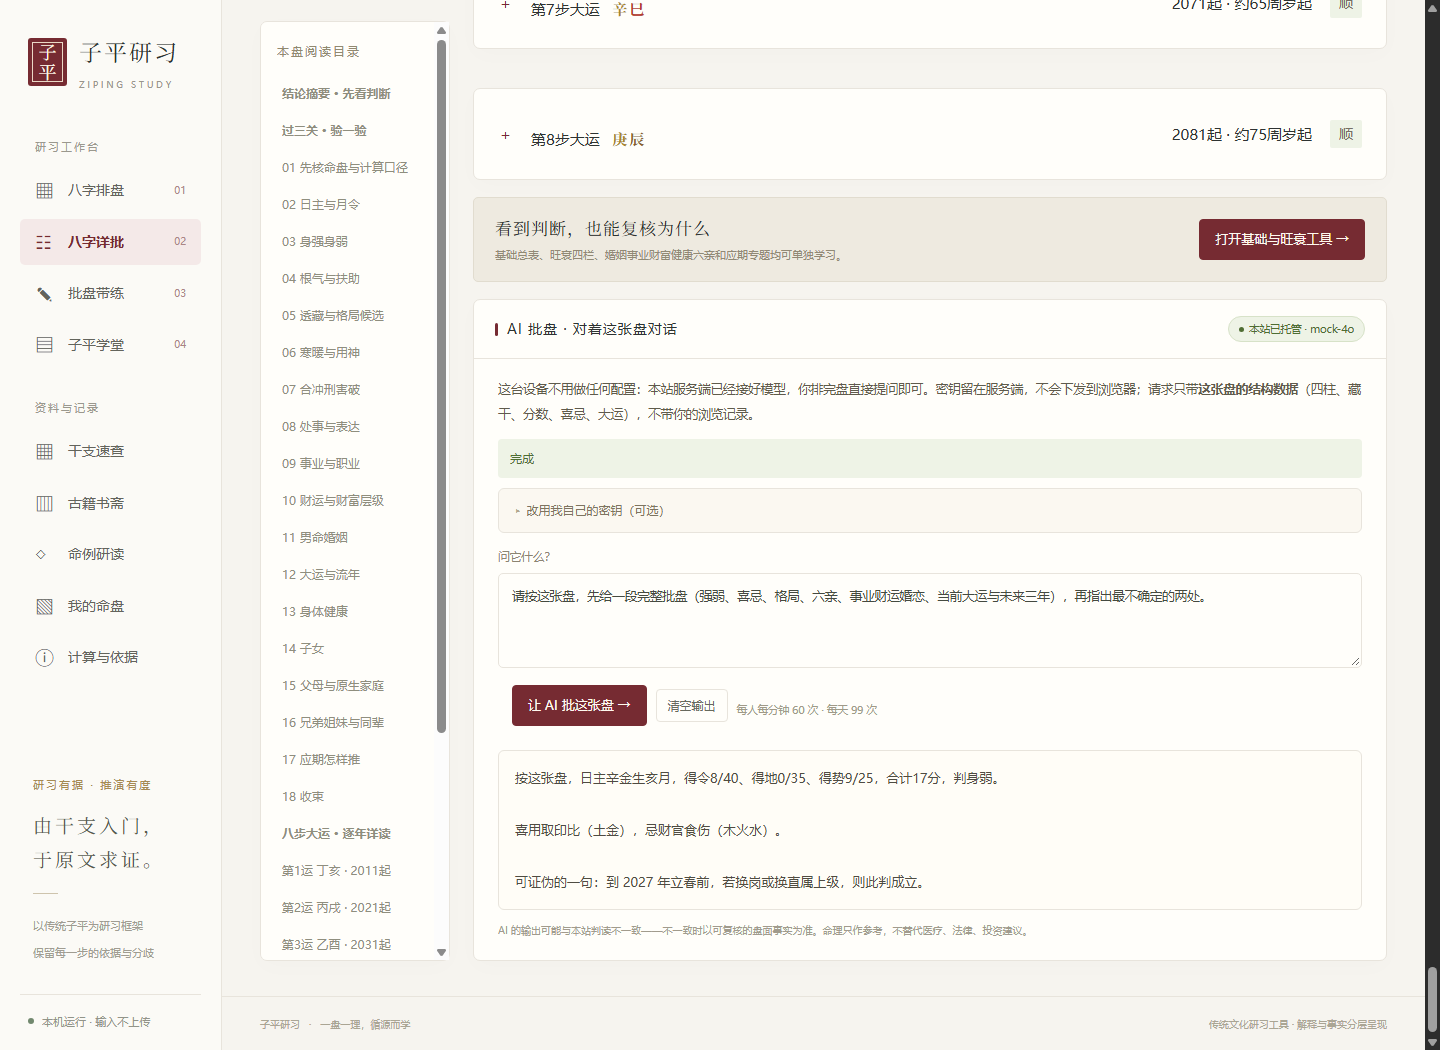 子平
子平研习
ZIPING STUDY
研习工作台
八字排盘 01
八字详批 02
批盘带练 03
子平学堂 04
资料与记录
干支速查
古籍书斋
命例研读
我的命盘
计算与依据
研习有据 · 推演有度
由干支入门，
于原文求证。
以传统子平为研习框架
保留每一步的依据与分歧
本机运行 · 输入不上传
本盘阅读目录
结论摘要 • 先看判断
过三关 • 验一验
01 先核命盘与计算口径
02 日主与月令
03 身强身弱
04 根气与扶助
05 透藏与格局候选
06 寒暖与用神
07 合冲刑害破
08 处事与表达
09 事业与职业
10 财运与财富层级
11 男命婚姻
12 大运与流年
13 身体健康
14 子女
15 父母与原生家庭
16 兄弟姐妹与同辈
17 应期怎样推
18 收束
八步大运 • 逐年详读
第1运 丁亥 · 2011起
第2运 丙戌 · 2021起
第3运 乙酉 · 2031起
+ 第7步大运 辛巳 2071起 · 约65周岁起 顺
+ 第8步大运 庚辰 2081起 · 约75周岁起 顺
看到判断，也能复核为什么
基础总表、旺衰四栏、婚姻事业财富健康六亲和应期专题均可单独学习。
打开基础与旺衰工具 →
AI 批盘 · 对着这张盘对话
本站已托管 · mock-4o
这台设备不用做任何配置：本站服务端已经接好模型，你排完盘直接提问即可。密钥留在服务端，不会下发到浏览器；请求只带这张盘的结构数据（四柱、藏
干、分数、喜忌、大运），不带你的浏览记录。
完成
▸ 改用我自己的密钥（可选）
问它什么?
请按这张盘，先给一段完整批盘（强弱、喜忌、格局、六亲、事业财运婚恋、当前大运与未来三年），再指出最不确定的两处。
让 AI 批这张盘 →
清空输出
每人每分钟 60 次 · 每天 99 次
按这张盘，日主辛金生亥月，得令8/40、得地0/35、得势9/25，合计17分，判身弱。
喜用取印比（土金），忌财官食伤（木火水）。
可证伪的一句：到 2027 年立春前，若换岗或换直属上级，则此判成立。
AI 的输出可能与本站判读不一致——不一致时以可复核的盘面事实为准。命理只作参考，不替代医疗、法律、投资建议。
子平研习 · 一盘一理，循源而学
传统文化研习工具 · 解释与事实分层呈现